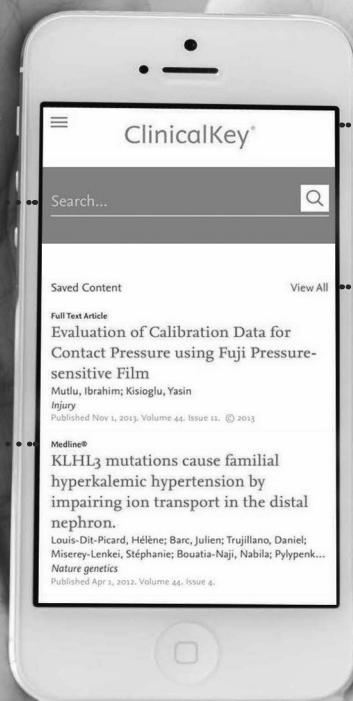 ClinicalKey®
Search...
Saved Content View All
Full Text Article
Evaluation of Calibration Data for
Contact Pressure using Fuji Pressure-
sensitive Film
Mutlu, Ibrahim; Kisioglu, Yasin
Injury
Published Nov 1, 2013. Volume 44. Issue 11. © 2013
Medline®
KLHL3 mutations cause familial
hyperkalemic hypertension by
impairing ion transport in the distal
nephron.
Louis-Dit-Picard, Hélène; Barc, Julien; Trujillano, Daniel;
Miserey-Lenkei, Stéphanie; Bouatia-Naji, Nabila; Pylypenk...
Nature genetics
Published Apr 1, 2012. Volume 44. Issue 4.